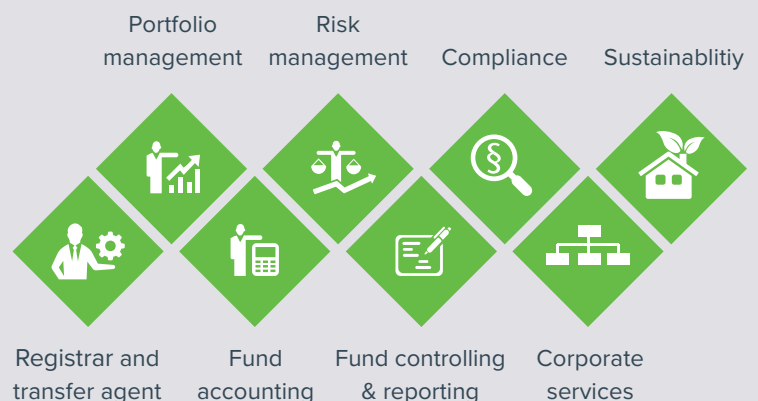 Portfolio
management
Risk
management
Compliance
Sustainablitiy
§
Registrar and
transfer agent
Fund
accounting
Fund controlling
& reporting
Corporate
services